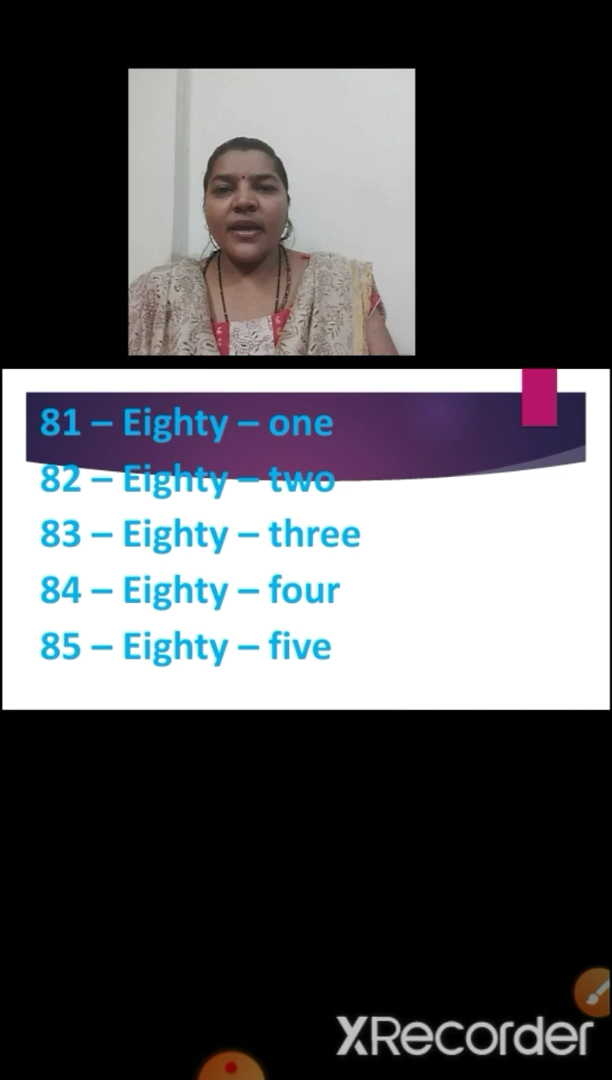 81 – Eighty – one
82 – Eighty – two
83 – Eighty – three
84 – Eighty – four
85 – Eighty – five
XRecorder